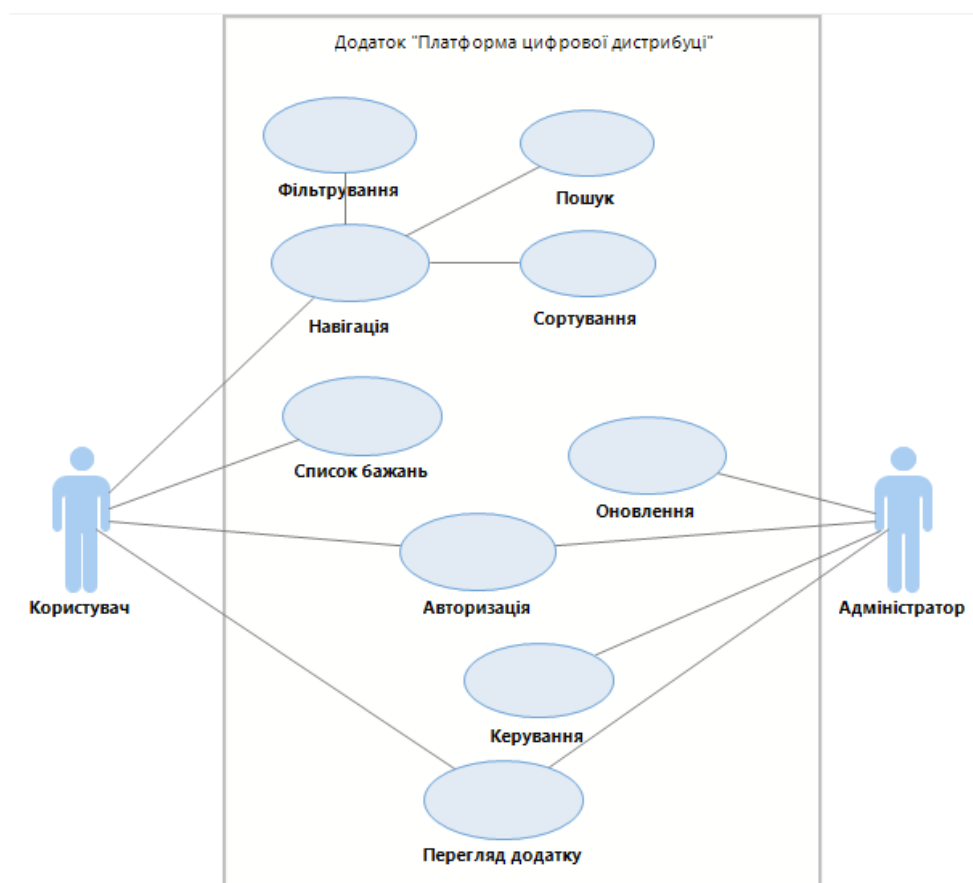 Додаток "Платформа цифрової дистрибуці"
Фільтрування
Пошук
Навігація
Сортування
Список бажань
Оновлення
Користувач
Авторизація
Адміністратор
Керування
Перегляд додатку